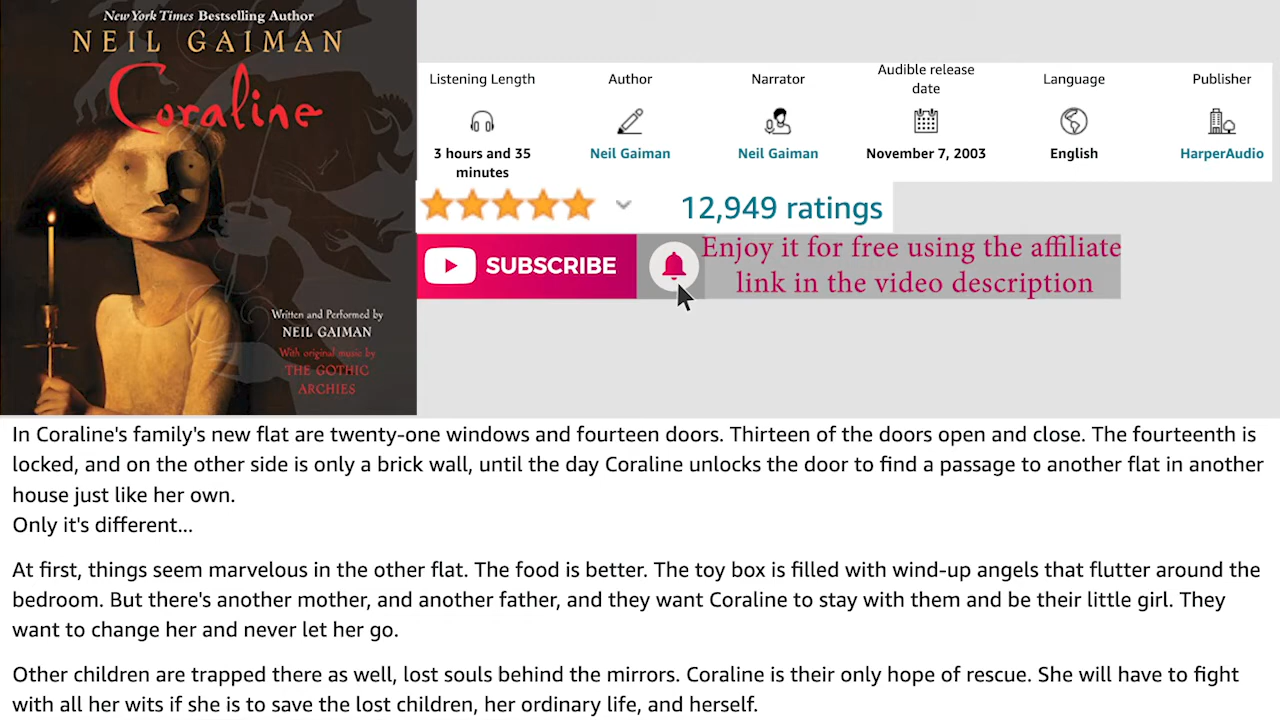 New York Times Bestselling Author
NEIL GAIMAN
Coraline
Written and Performed by
NEIL GAIMAN
With original music by
THE GOTHIC
ARCHIES
Listening Length
3 hours and 35
minutes
Author
Neil Gaiman
Narrator
Neil Gaiman
Audible release
date
November 7, 2003
Language
English
Publisher
HarperAudio
12,949 ratings
SUBSCRIBE
Enjoy it for free using the affiliate
link in the video description
In Coraline's family's new flat are twenty-one windows and fourteen doors. Thirteen of the doors open and close. The fourteenth is
locked, and on the other side is only a brick wall, until the day Coraline unlocks the door to find a passage to another flat in another
house just like her own.
Only it's different...
At first, things seem marvelous in the other flat. The food is better. The toy box is filled with wind-up angels that flutter around the
bedroom. But there's another mother, and another father, and they want Coraline to stay with them and be their little girl. They
want to change her and never let her go.
Other children are trapped there as well, lost souls behind the mirrors. Coraline is their only hope of rescue. She will have to fight
with all her wits if she is to save the lost children, her ordinary life, and herself.